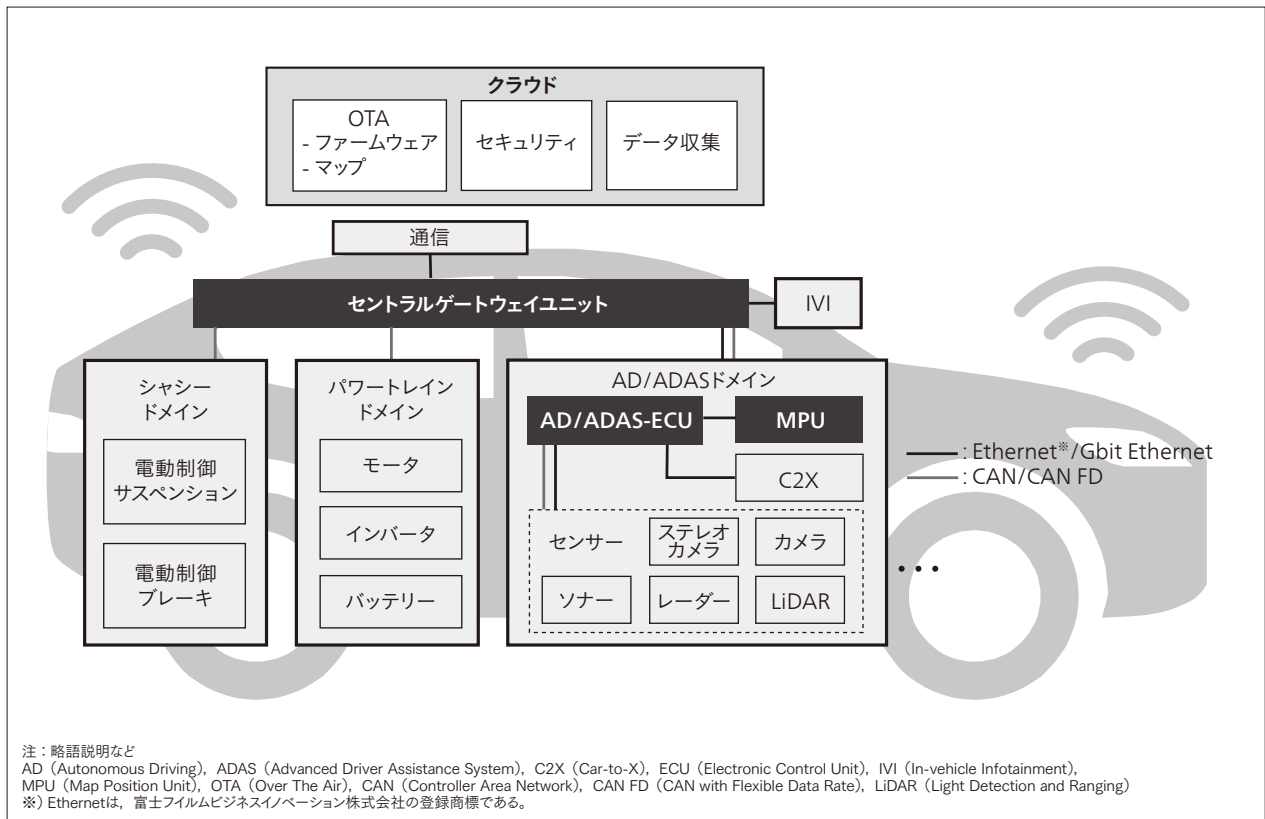 クラウド
OTA
- ファームウェア
- マップ
セキュリティ
データ収集
通信
セントラルゲートウェイユニット
IVI
シャシー
ドメイン
電動制御
サスペンション
電動制御
ブレーキ
パワートレイン
ドメイン
モータ
インバータ
バッテリー
AD/ADASドメイン
AD/ADAS-ECU
MPU
C2X
センサー
ステレオ
カメラ
カメラ
ソナー
レーダー
LiDAR
: Ethernet※/Gbit Ethernet
: CAN/CAN FD
注：略語説明など
AD（Autonomous Driving），ADAS（Advanced Driver Assistance System），C2X（Car-to-X），ECU（Electronic Control Unit），IVI（In-vehicle Infotainment），
MPU（Map Position Unit），OTA（Over The Air），CAN（Controller Area Network），CAN FD（CAN with Flexible Data Rate），LiDAR（Light Detection and Ranging）
※）Ethernetは，富士フイルムビジネスイノベーション株式会社の登録商標である。